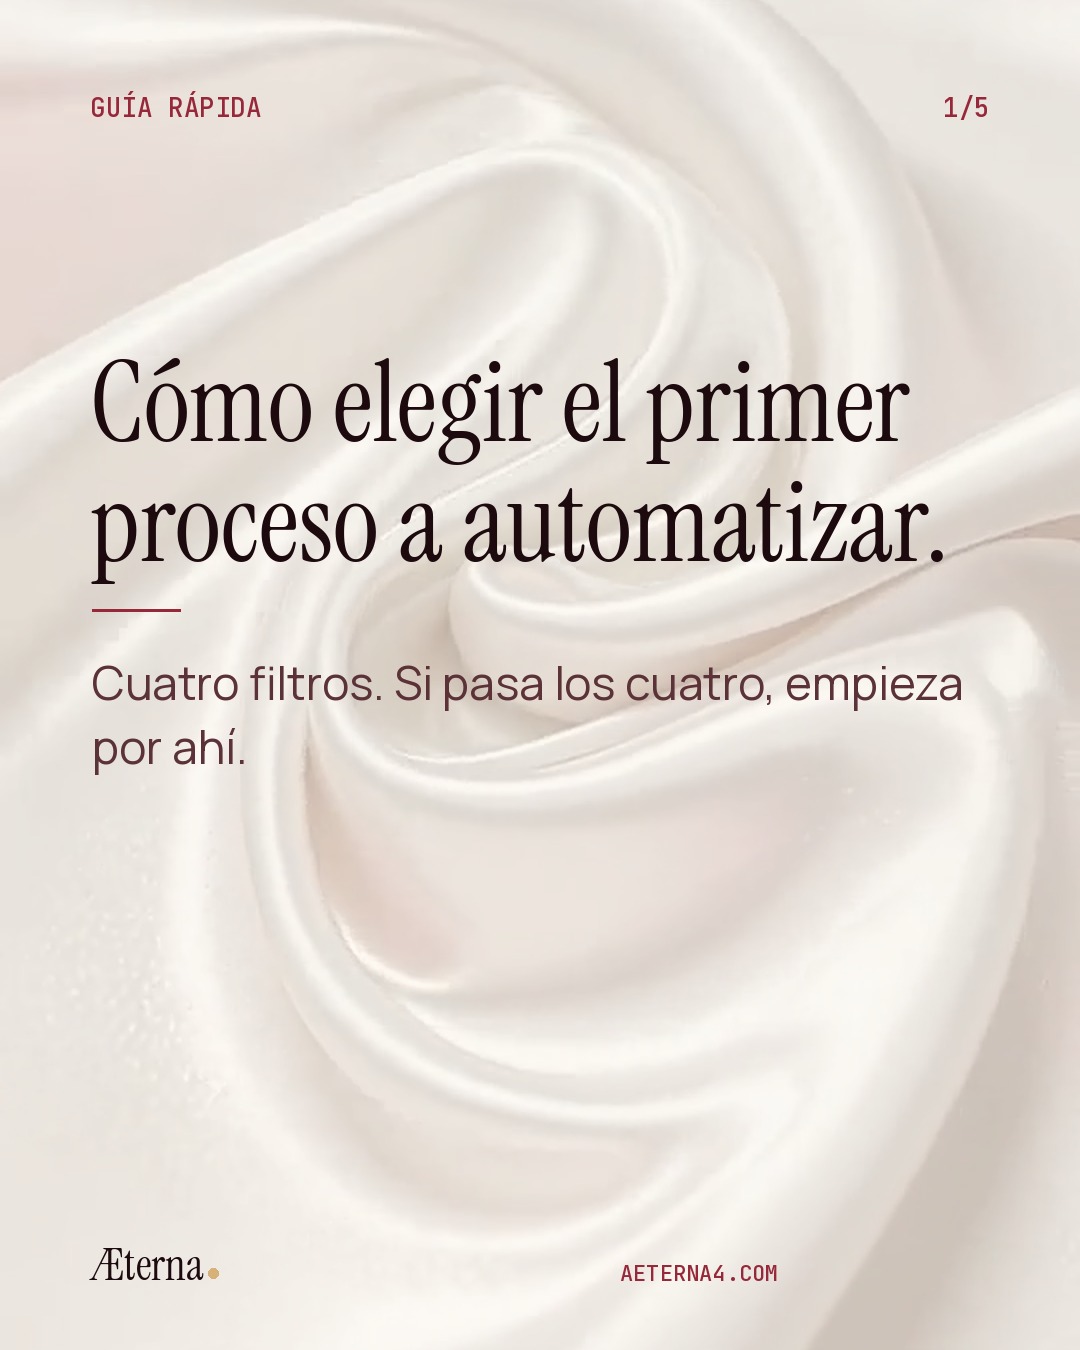 GUÍA RÁPIDA
1/5
Cómo elegir el primer
proceso a automatizar.
Cuatro filtros. Si pasa los cuatro, empieza
por ahí.
Æterna
AETERNA4.COM